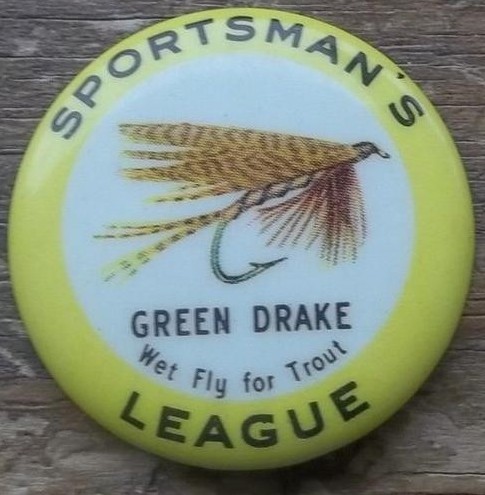 SPORTSMAN'S
GREEN DRAKE
Wet Fly for Trout
LEAGUE